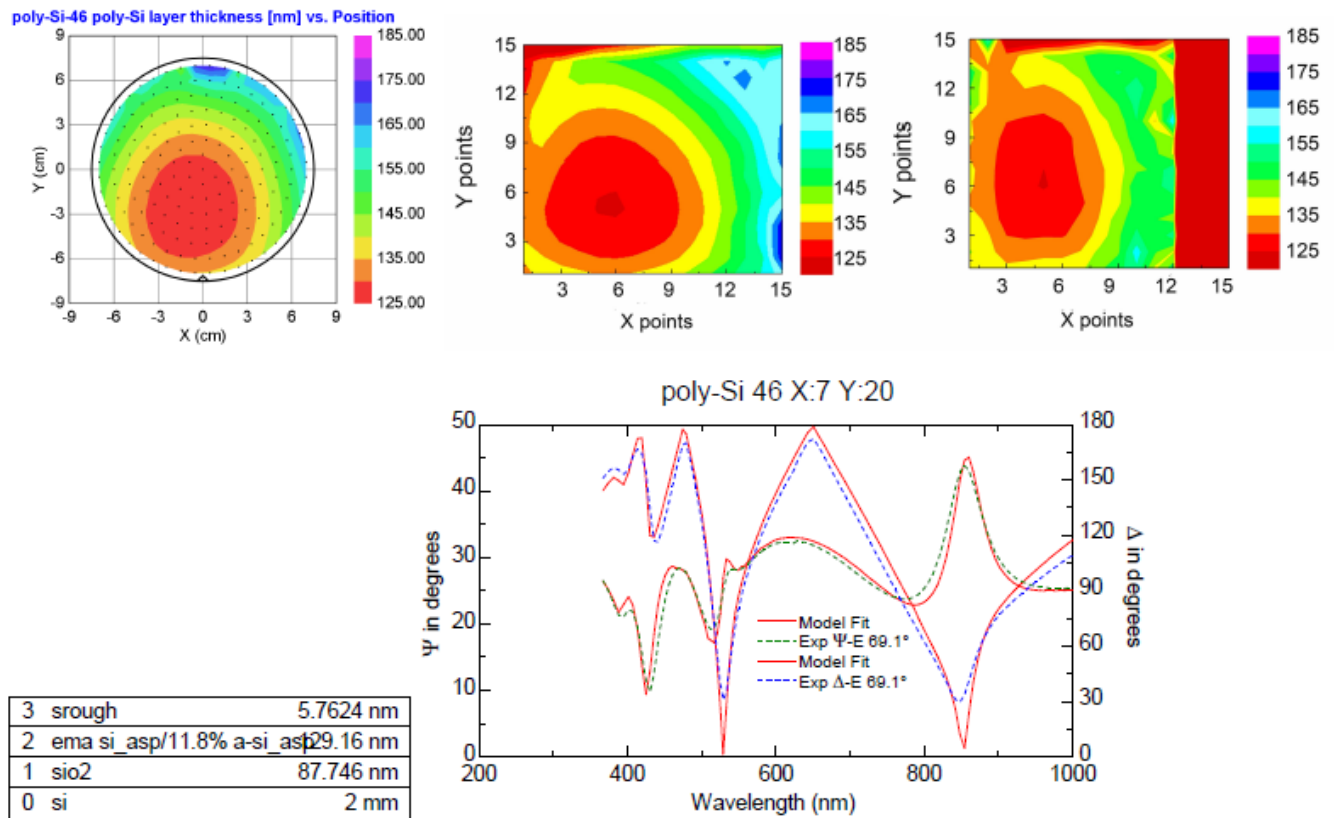 poly-Si-46 poly-Si layer thickness [nm] vs. Position
9
6
3
0
-3
-6
-9
Y (cm)
-9 -6 -3 0 3 6 9
X (cm)
185.00
175.00
165.00
155.00
145.00
135.00
125.00
15
12
9
6
3
Y points
3 6 9 12 15
X points
185
175
165
155
145
135
125
15
12
9
6
3
Y points
3 6 9 12 15
X points
185
175
165
155
145
135
125
poly-Si 46 X:7 Y:20
50
40
30
20
10
0
Ψ in degrees
180
150
120
90
60
30
0
Δ in degrees
Model Fit
Exp Ψ-E 69.1°
Model Fit
Exp Δ-E 69.1°
200 400 600 800 1000
Wavelength (nm)
3 srough 5.7624 nm
2 ema si_asp/11.8% a-si_asp 129.16 nm
1 sio2 87.746 nm
0 si 2 mm